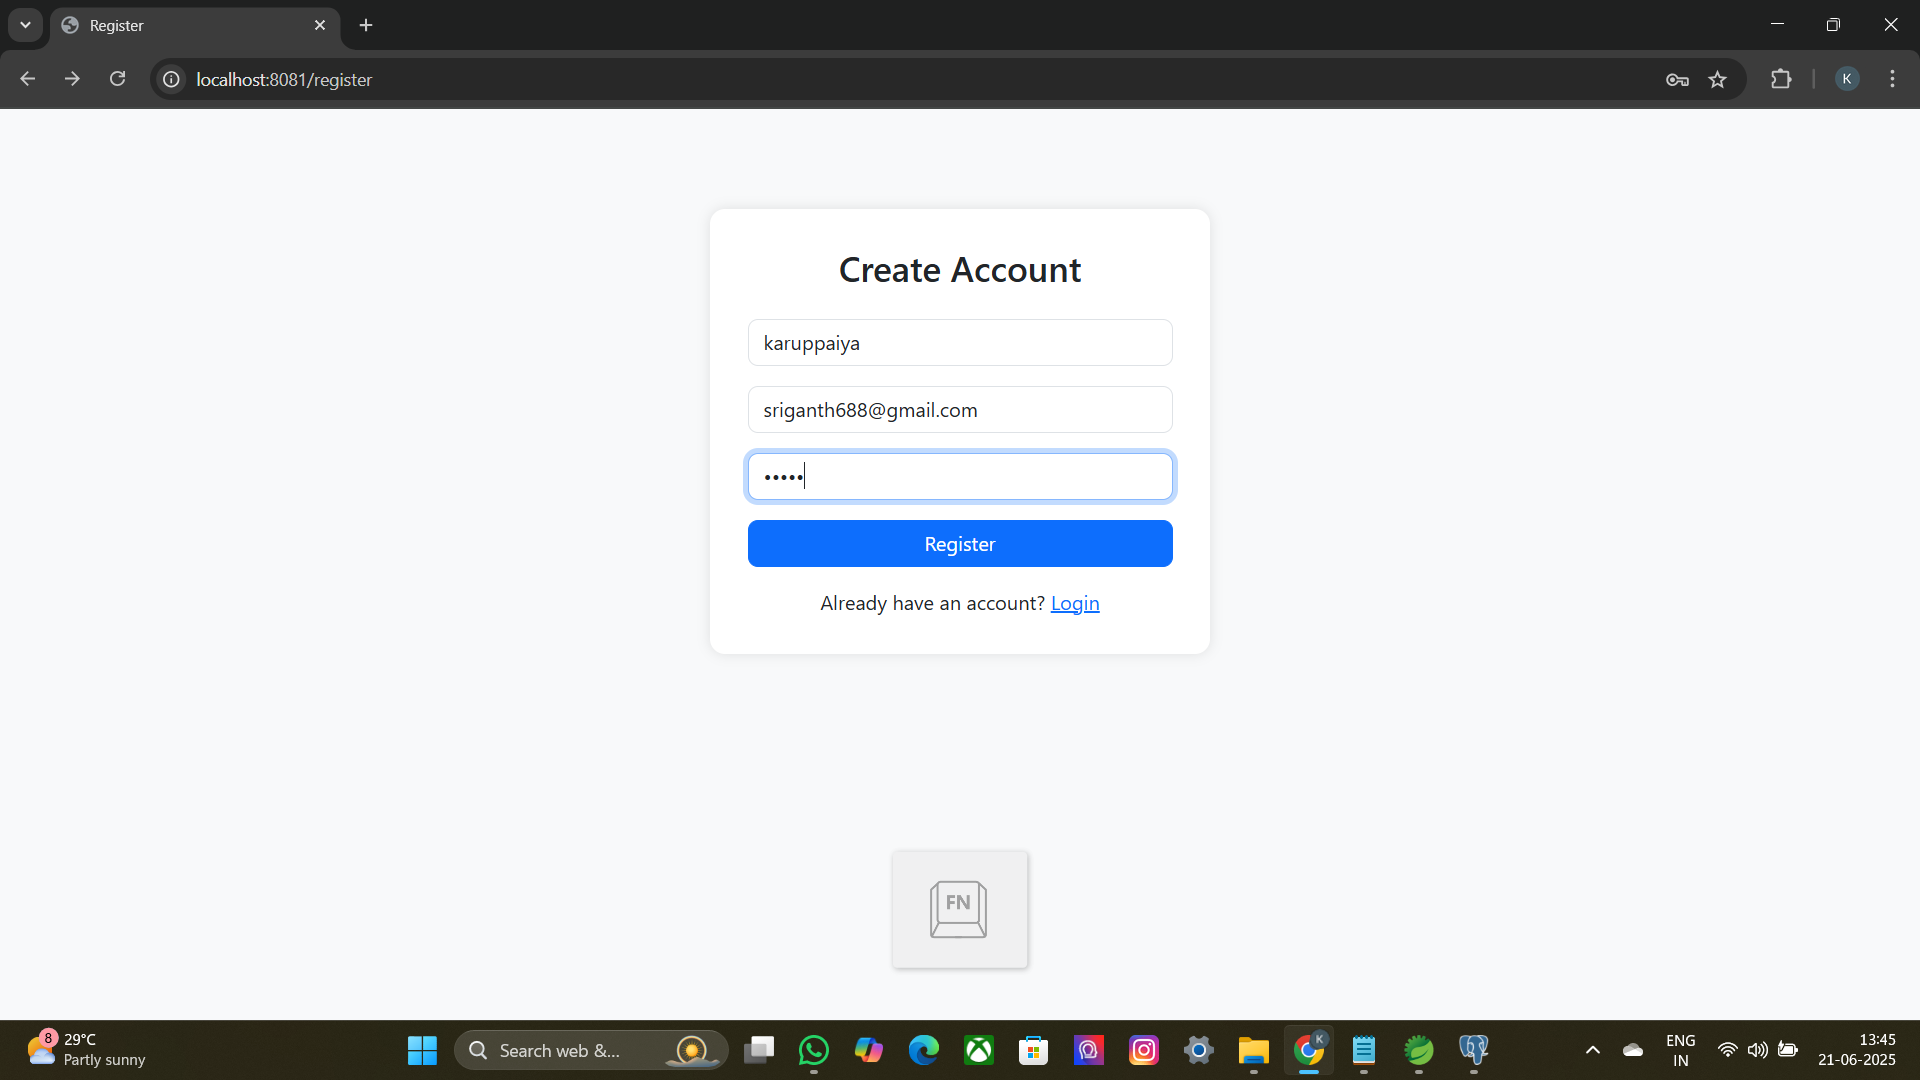 Register
localhost:8081/register
K
Create Account
karuppaiya
sriganth688@gmail.com
•••••
Register
Already have an account? Login
FN
8
29°C
Partly sunny
Search web &...
K
ENG
IN
13:45
21-06-2025